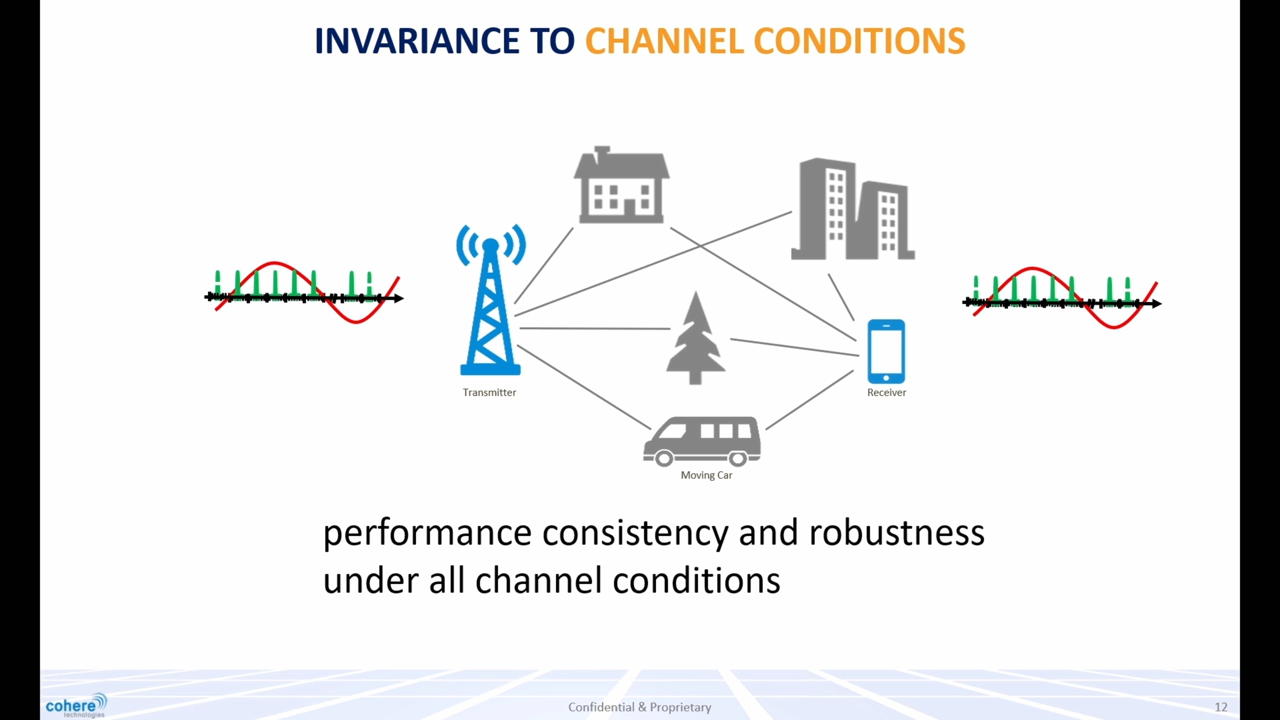 INVARIANCE TO CHANNEL CONDITIONS
Transmitter
Receiver
Moving Car
performance consistency and robustness
under all channel conditions
cohere
technologies
Confidential & Proprietary
12